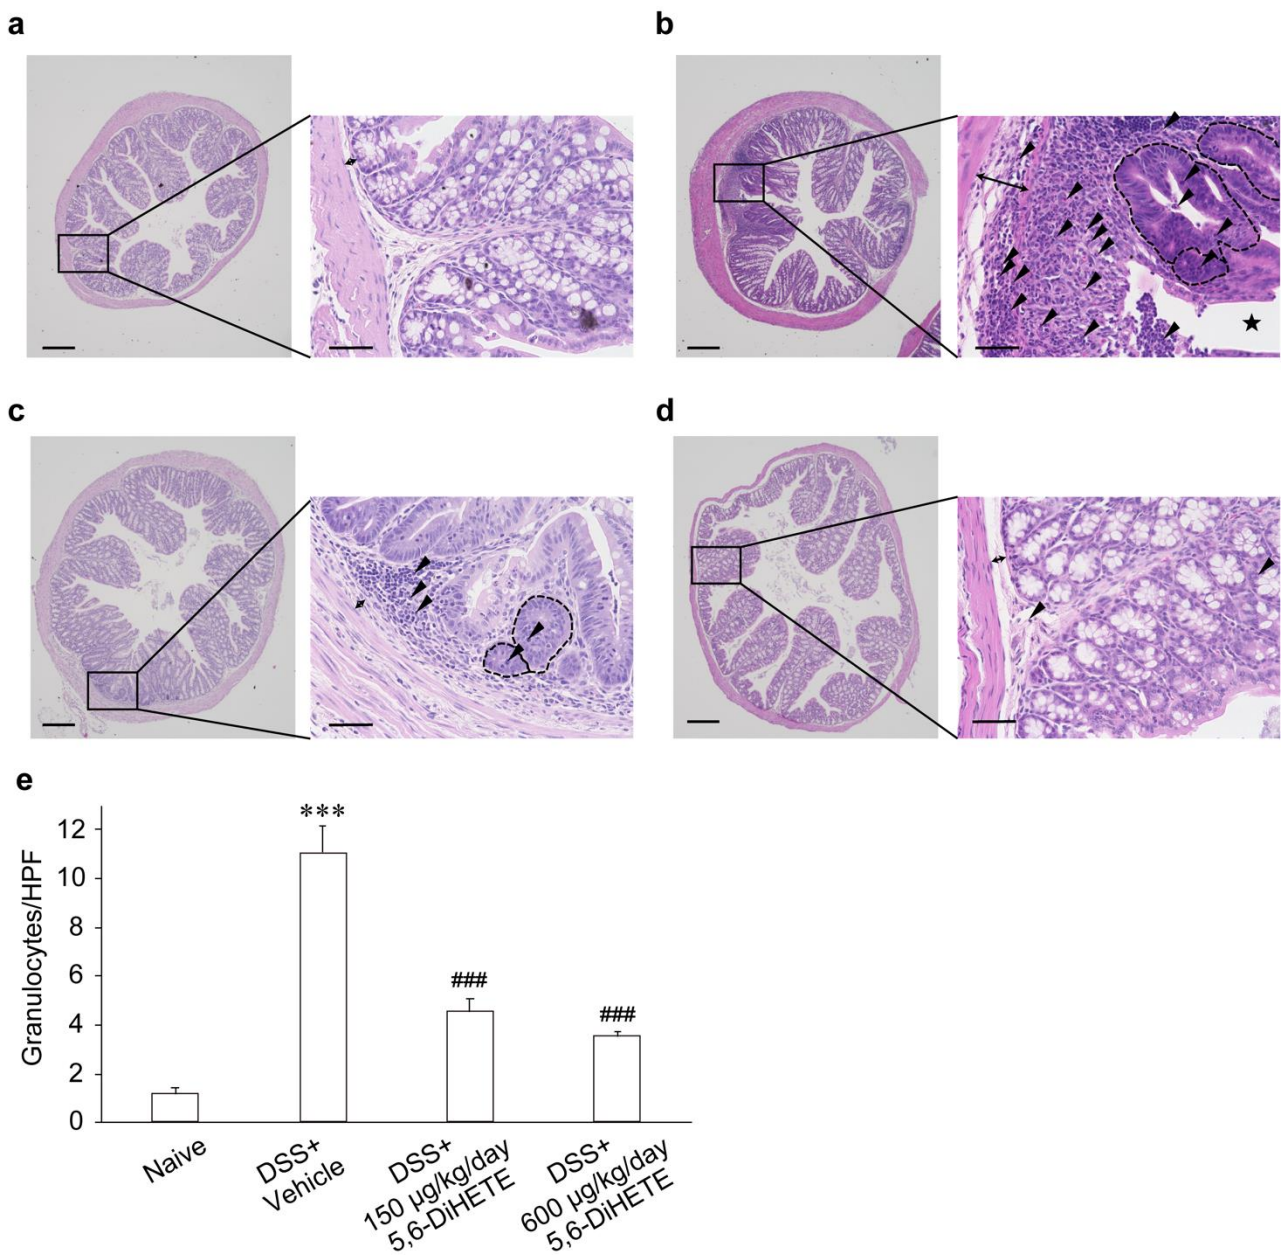 a
b
c
d
e
Granulocytes/HPF
12
10
8
6
4
2
0
***
###
###
Naive
DSS+
Vehicle
DSS+
150 µg/kg/day
5,6-DiHETE
DSS+
600 µg/kg/day
5,6-DiHETE